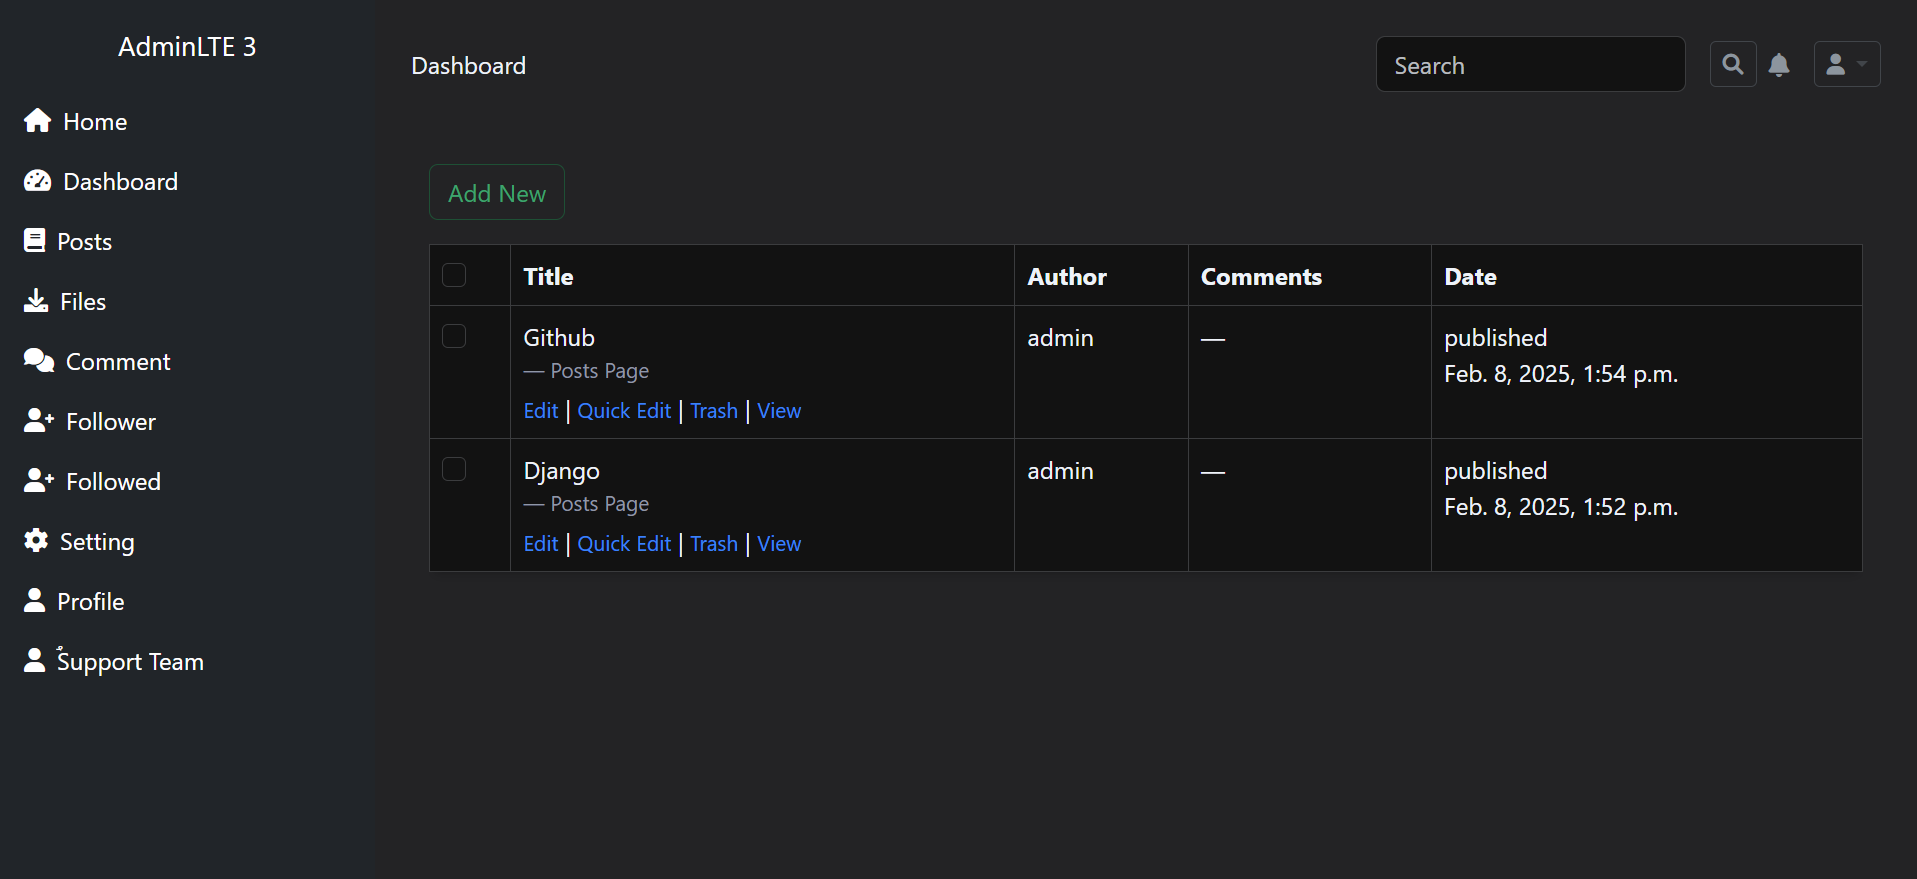 AdminLTE 3
Home
Dashboard
Posts
Files
Comment
Follower
Followed
Setting
Profile
ُSupport Team
Dashboard
Search
Add New
Title Author Comments Date
Github admin — published
— Posts Page Feb. 8, 2025, 1:54 p.m.
Edit | Quick Edit | Trash | View
Django admin — published
— Posts Page Feb. 8, 2025, 1:52 p.m.
Edit | Quick Edit | Trash | View